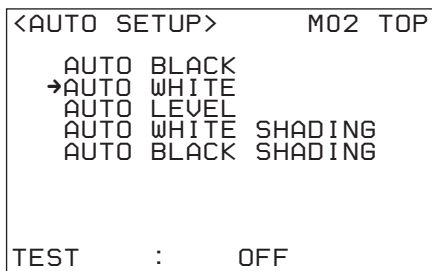 <AUTO SETUP> M02 TOP
AUTO BLACK
→AUTO WHITE
AUTO LEVEL
AUTO WHITE SHADING
AUTO BLACK SHADING
TEST : OFF